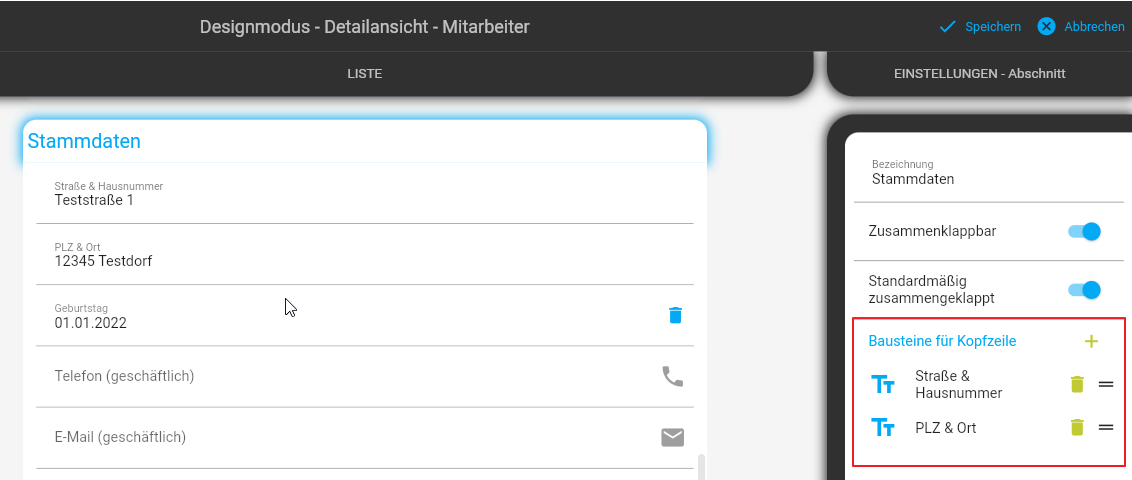 Designmodus - Detailansicht - Mitarbeiter
Speichern
Abbrechen
LISTE
EINSTELLUNGEN - Abschnitt
Stammdaten
Straße & Hausnummer
Teststraße 1
PLZ & Ort
12345 Testdorf
Geburtstag
01.01.2022
Telefon (geschäftlich)
E-Mail (geschäftlich)
Bezeichnung
Stammdaten
Zusammenklappbar
Standardmäßig
zusammengeklappt
Bausteine für Kopfzeile
Straße &
Hausnummer
PLZ & Ort